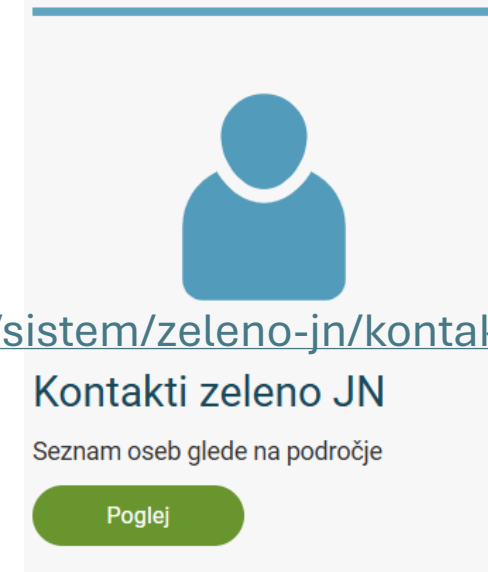 /sistem/zeleno-jn/kontak
Kontakti zeleno JN
Seznam oseb glede na področje
Poglej